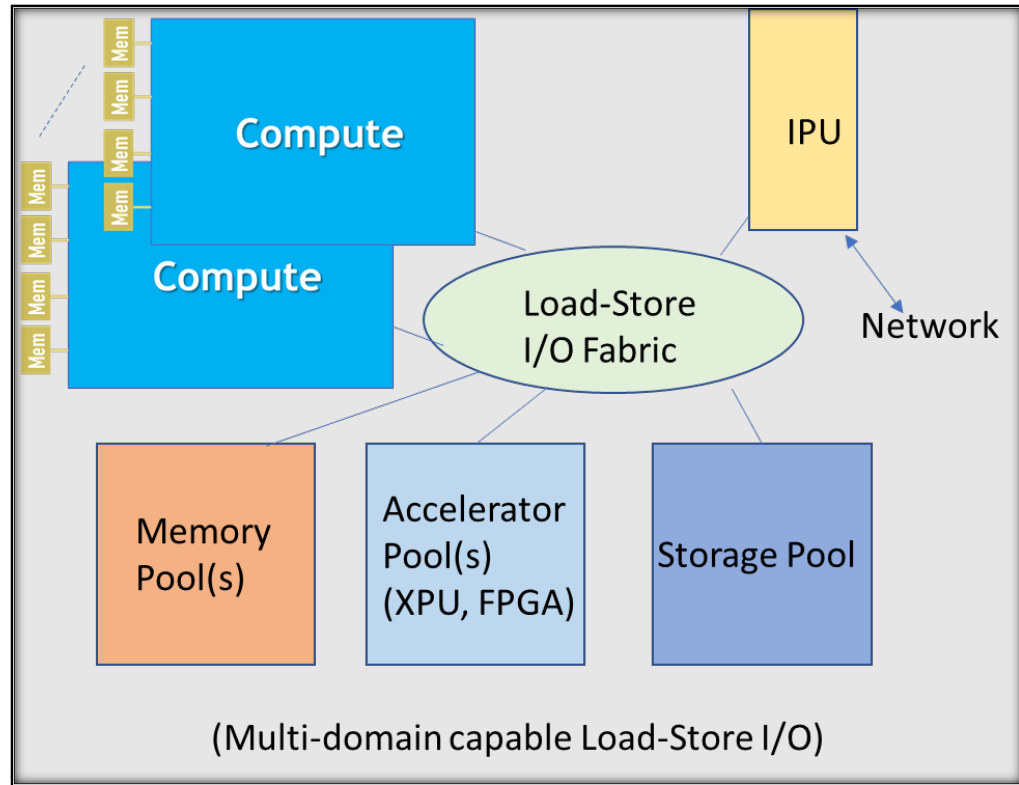 Mem
Mem
Mem
Mem
Compute
IPU
Mem
Mem
Mem
Mem
Compute
Load-Store
I/O Fabric
Network
Memory
Pool(s)
Accelerator
Pool(s)
(XPU, FPGA)
Storage Pool
(Multi-domain capable Load-Store I/O)